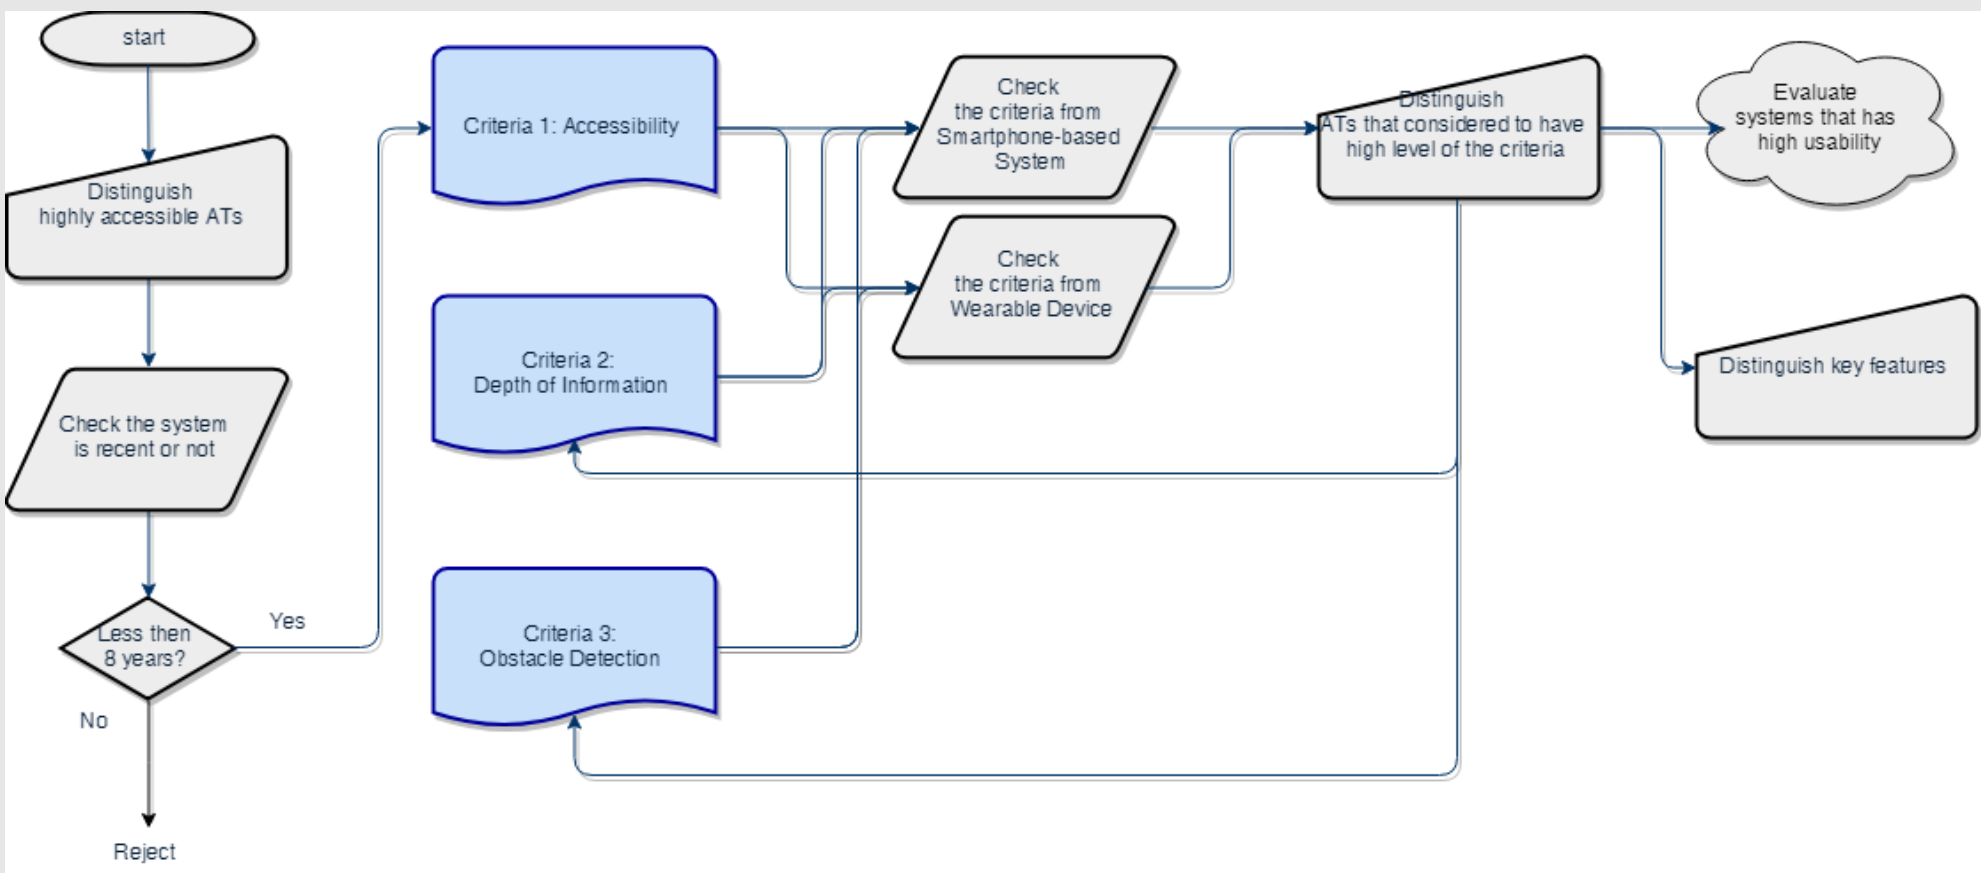 start
Distinguish
highly accessible ATs
Check the system
is recent or not
Less then
8 years?
Yes
No
Reject
Criteria 1: Accessibility
Criteria 2:
Depth of Information
Criteria 3:
Obstacle Detection
Check
the criteria from
Smartphone-based
System
Check
the criteria from
Wearable Device
Distinguish
ATs that considered to have
high level of the criteria
Evaluate
systems that has
high usability
Distinguish key features